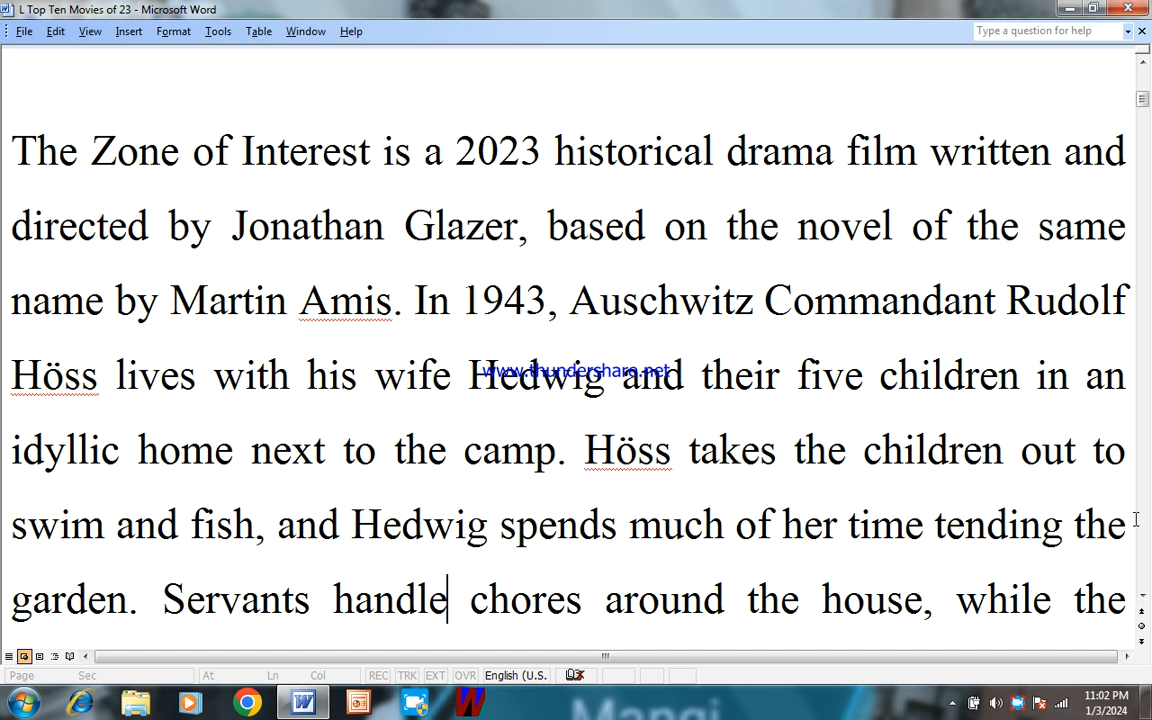 L Top Ten Movies of 23 - Microsoft Word
File Edit View Insert Format Tools Table Window Help Type a question for help
The Zone of Interest is a 2023 historical drama film written and
directed by Jonathan Glazer, based on the novel of the same
name by Martin Amis. In 1943, Auschwitz Commandant Rudolf
Höss lives with his wife Hedwig and their five children in an
www.thundershare.net
idyllic home next to the camp. Höss takes the children out to
swim and fish, and Hedwig spends much of her time tending the
garden. Servants handle chores around the house, while the
Page Sec At Ln Col REC TRK EXT OVR English (U.S.
Mangi
11:02 PM
1/3/2024